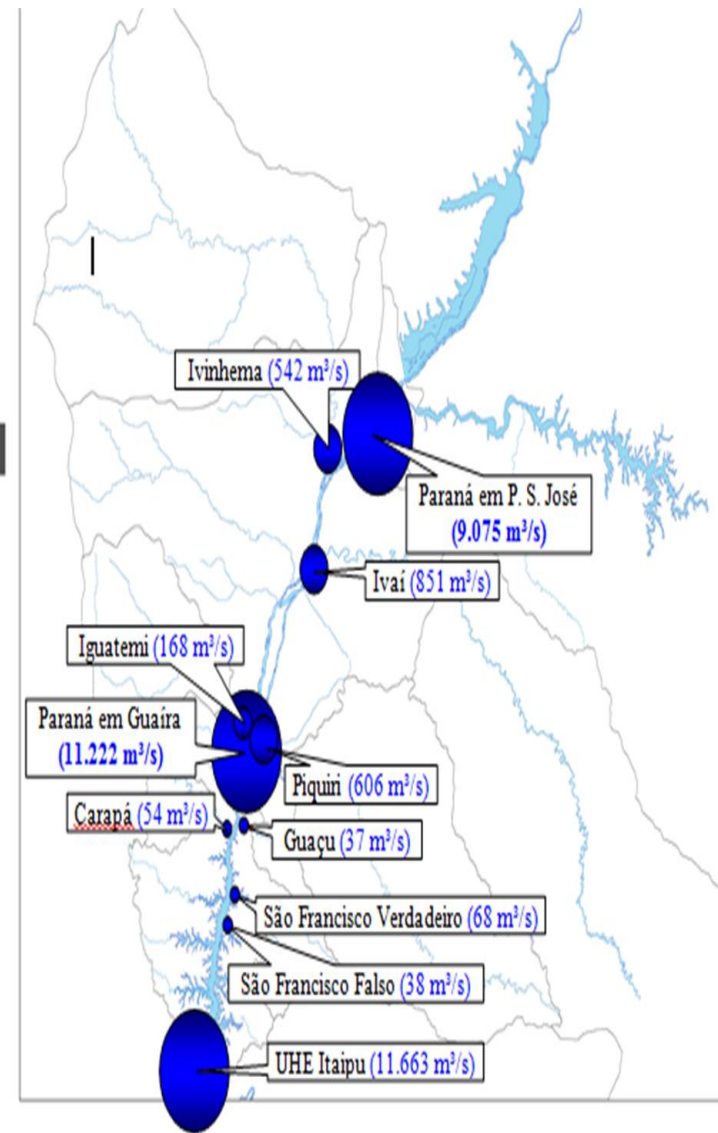 Ivinhema (542 m³/s)
Paraná em P. S. José
(9.075 m³/s)
Ivaí (851 m³/s)
Iguatemi (168 m³/s)
Paraná em Guaíra
(11.222 m³/s)
Piquiri (606 m³/s)
Carapá (54 m³/s)
Guaçu (37 m³/s)
São Francisco Verdadeiro (68 m³/s)
São Francisco Falso (38 m³/s)
UHE Itaipu (11.663 m³/s)